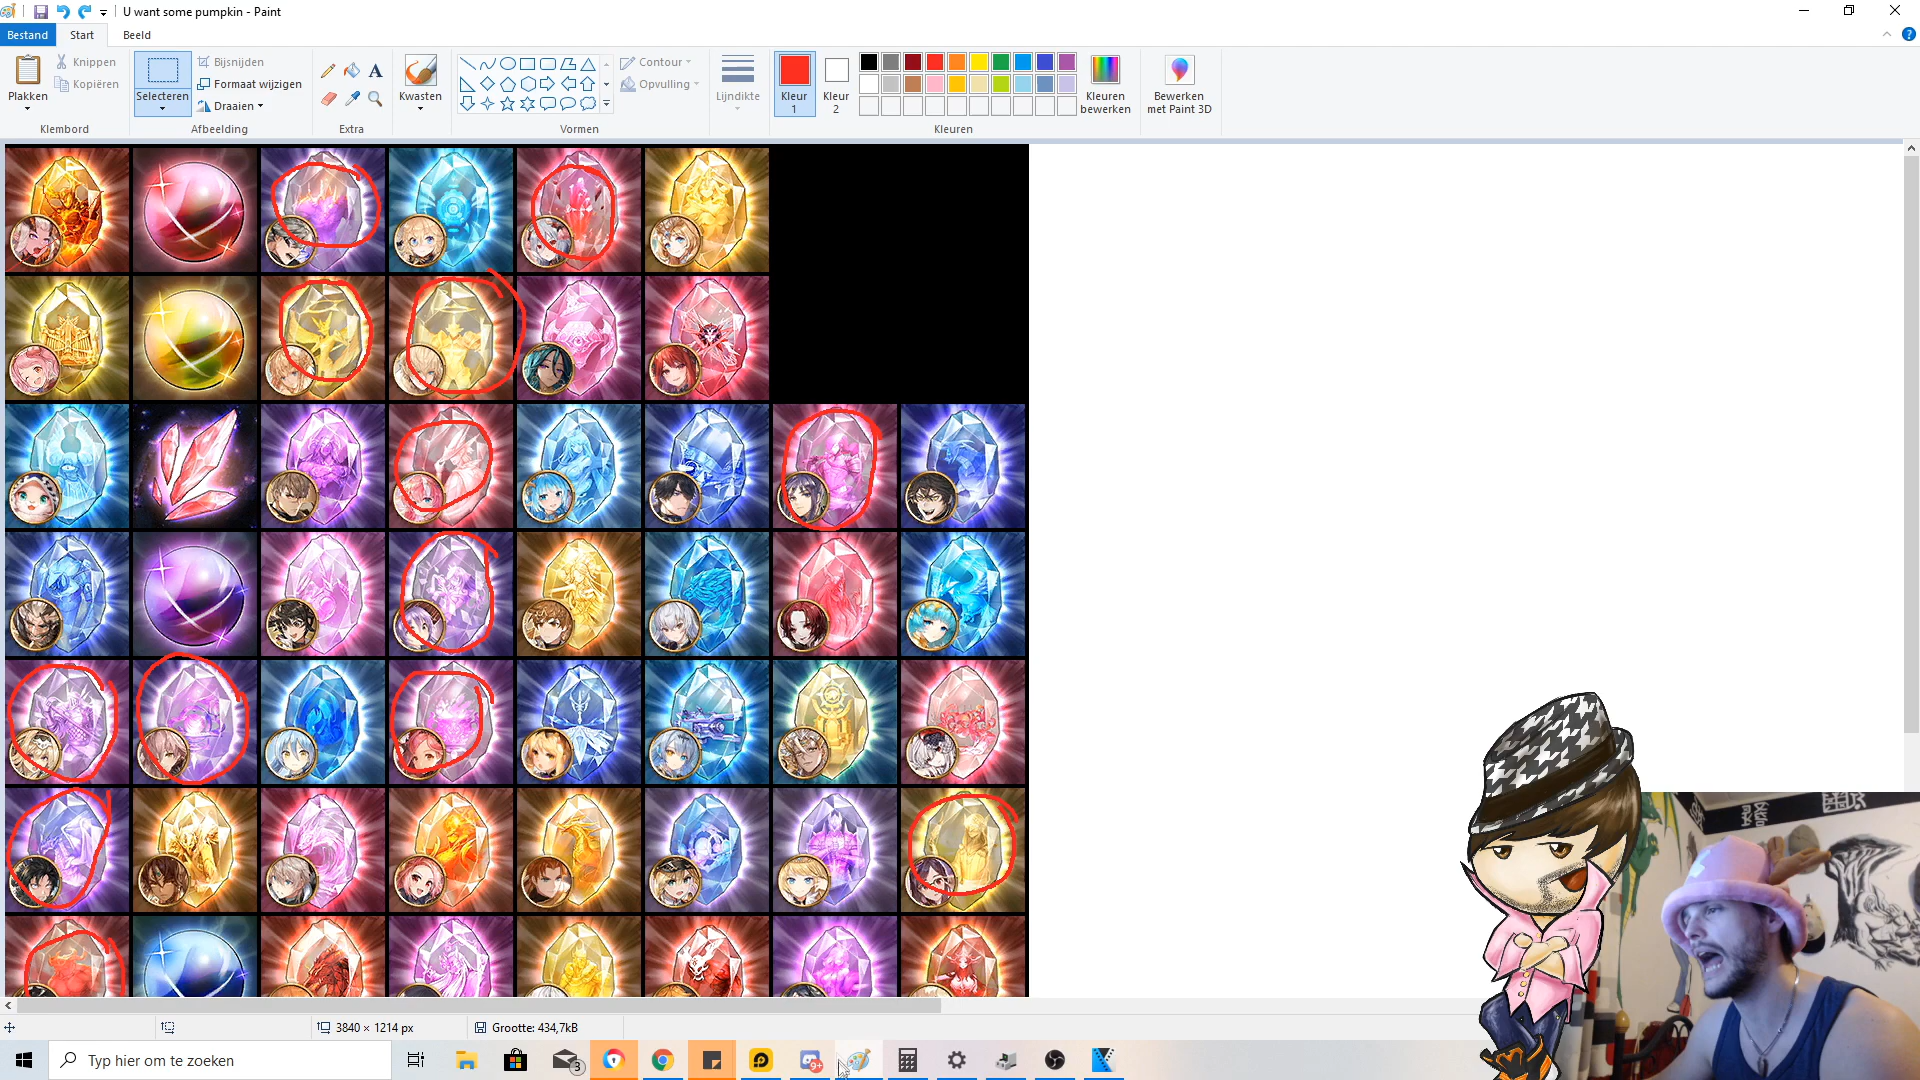 U want some pumpkin - Paint
Bestand
Start
Beeld
Plakken
Knippen
Kopiëren
Klembord
Selecteren
Bijsnijden
Formaat wijzigen
Draaien
Afbeelding
A
Extra
Kwasten
Vormen
Contour
Opvulling
Lijndikte
Kleur
1
Kleur
2
Kleuren
bewerken
Kleuren
Bewerken
met Paint 3D
3840 × 1214 px
Grootte: 434,7kB
Typ hier om te zoeken
3
9+